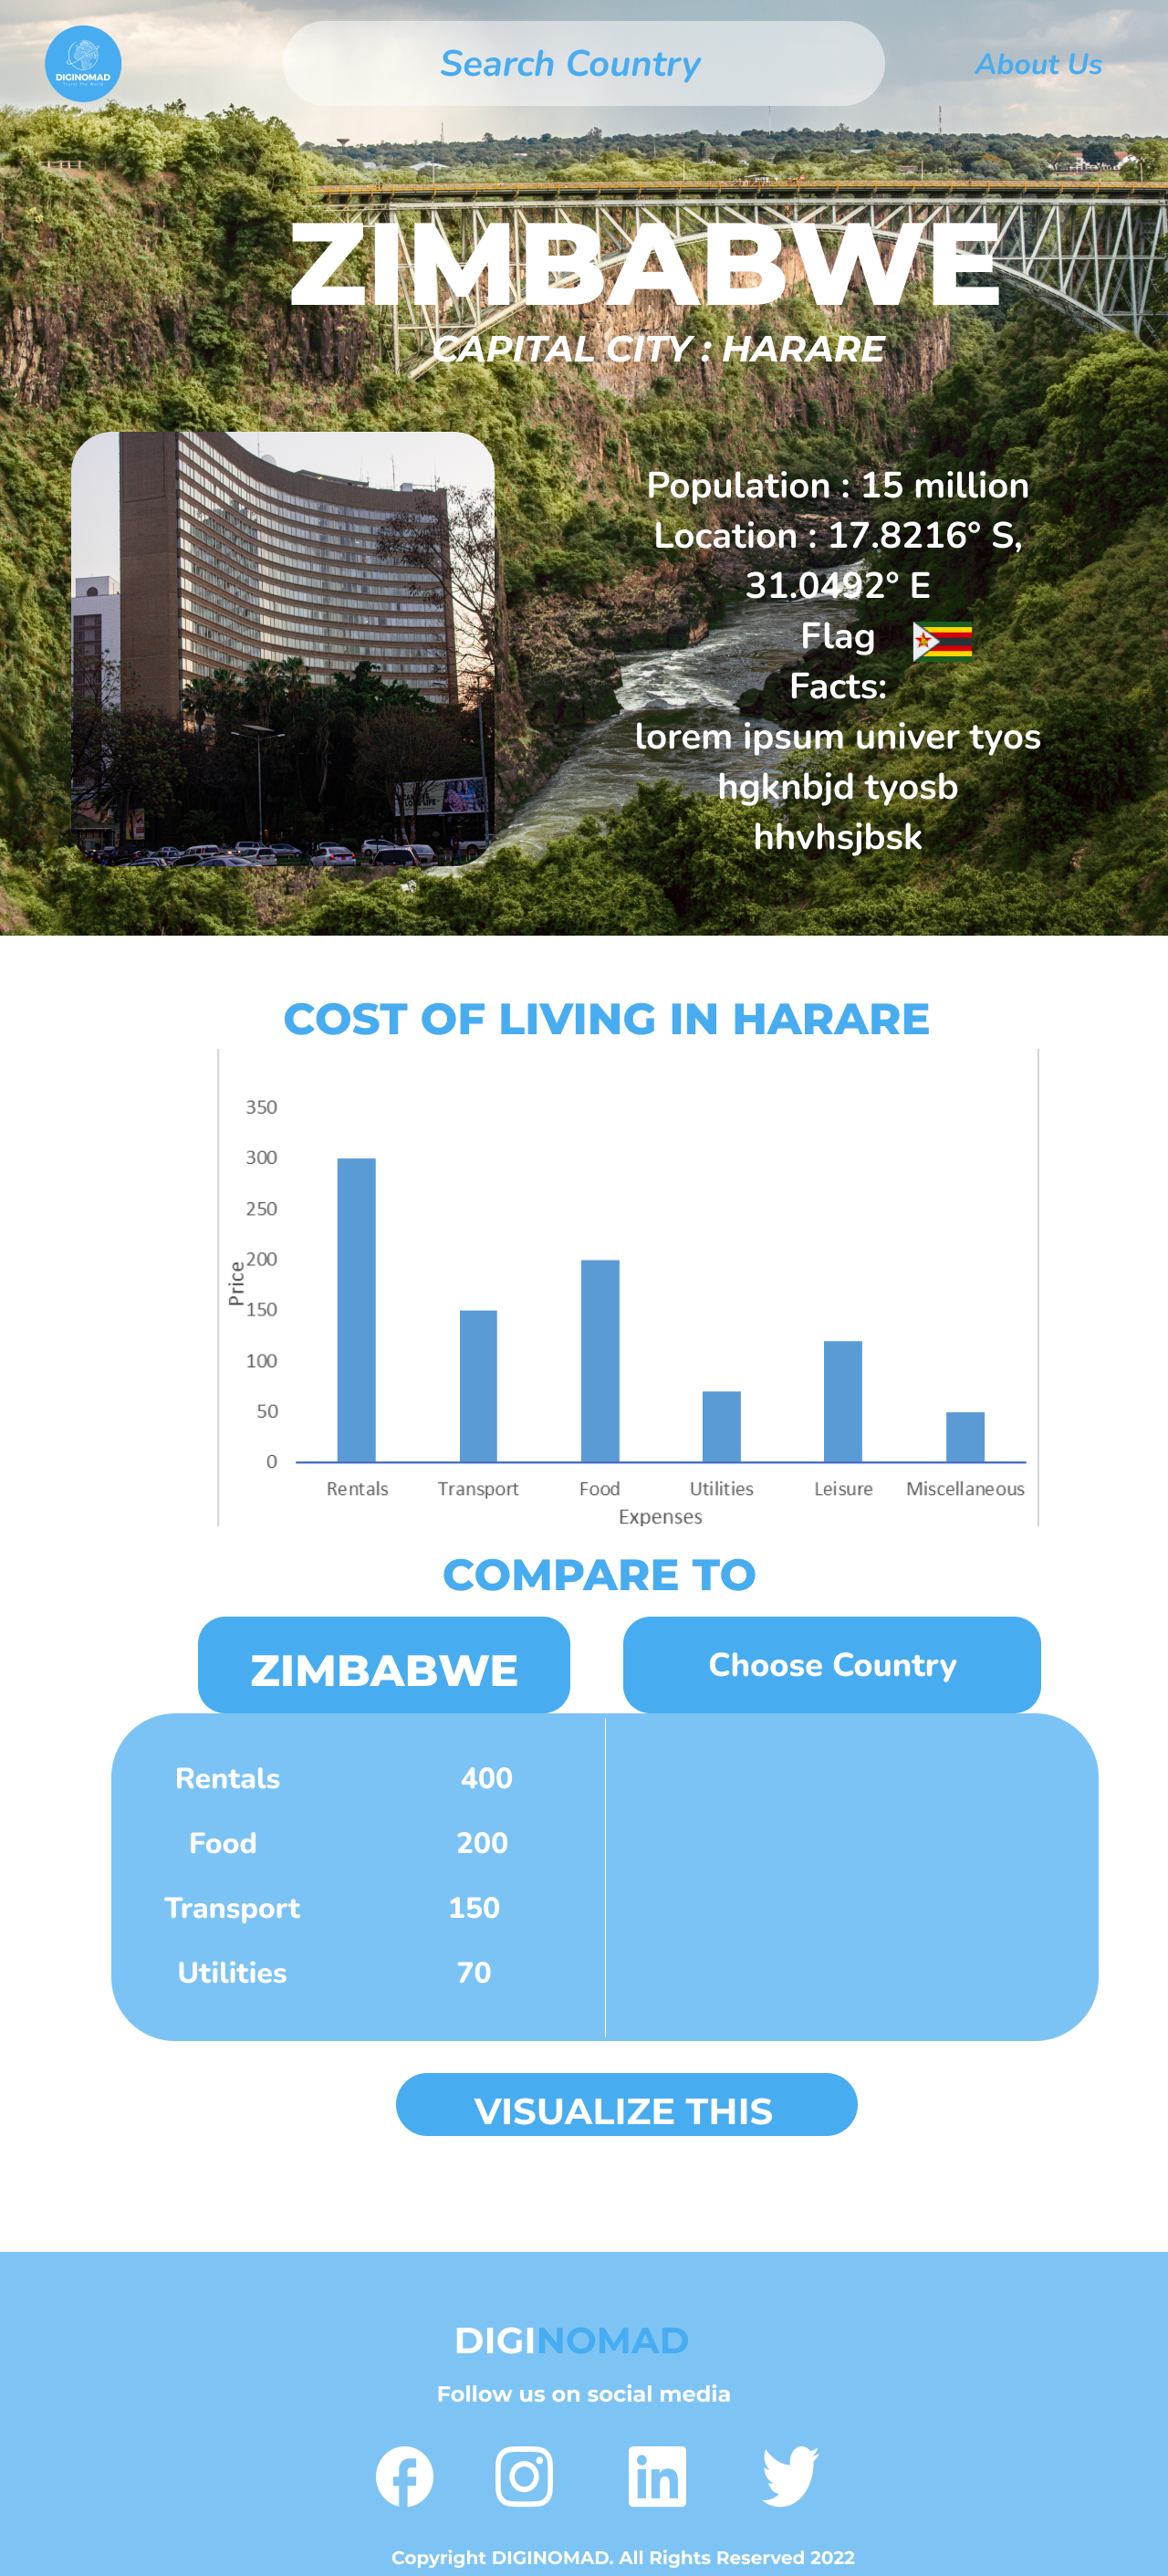 DIGINOMAD
Travel The World
Search Country
About Us
ZIMBABWE
CAPITAL CITY : HARARE
Population : 15 million
Location : 17.8216° S,
31.0492° E
Flag
Facts:
lorem ipsum univer tyos
hgknbjd tyosb
hhvhsjbsk
COST OF LIVING IN HARARE
350
300
250
200
150
100
50
0
Price
Rentals Transport Food Utilities Leisure Miscellaneous
Expenses
COMPARE TO
ZIMBABWE
Choose Country
Rentals 400
Food 200
Transport 150
Utilities 70
VISUALIZE THIS
DIGINOMAD
Follow us on social media
Copyright DIGINOMAD. All Rights Reserved 2022